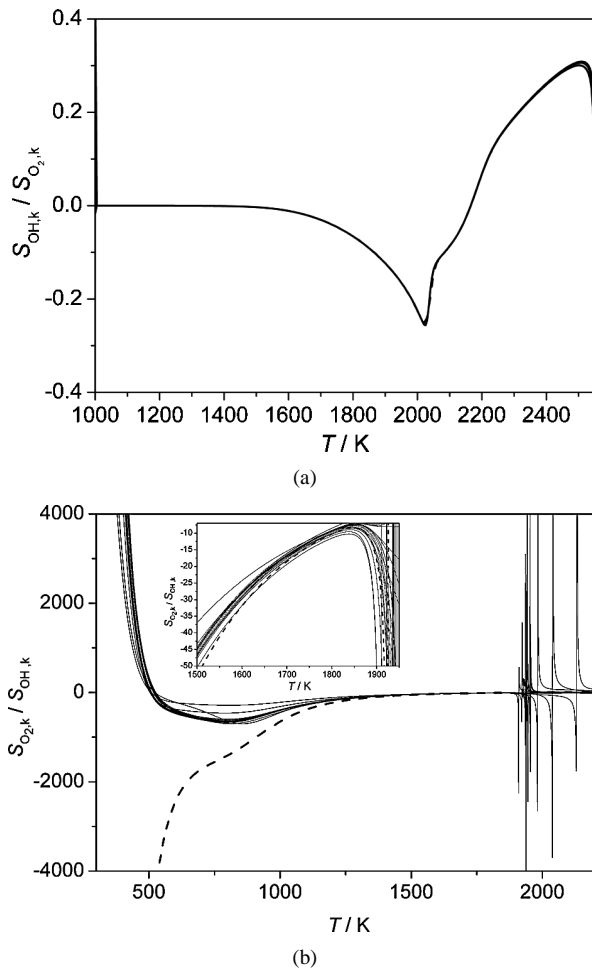 0.4
0.2
0.0
-0.2
-0.4
S_OH,k / S_O₂,k
1000 1200 1400 1600 1800 2000 2200 2400
T / K
(a)
4000
2000
0
-2000
-4000
S_O₂,k / S_OH,k
-10
-15
-20
-25
-30
-35
-40
-45
-50
S_O₂,k / S_OH,k
1500 1600 1700 1800 1900
T / K
500 1000 1500 2000
T / K
(b)